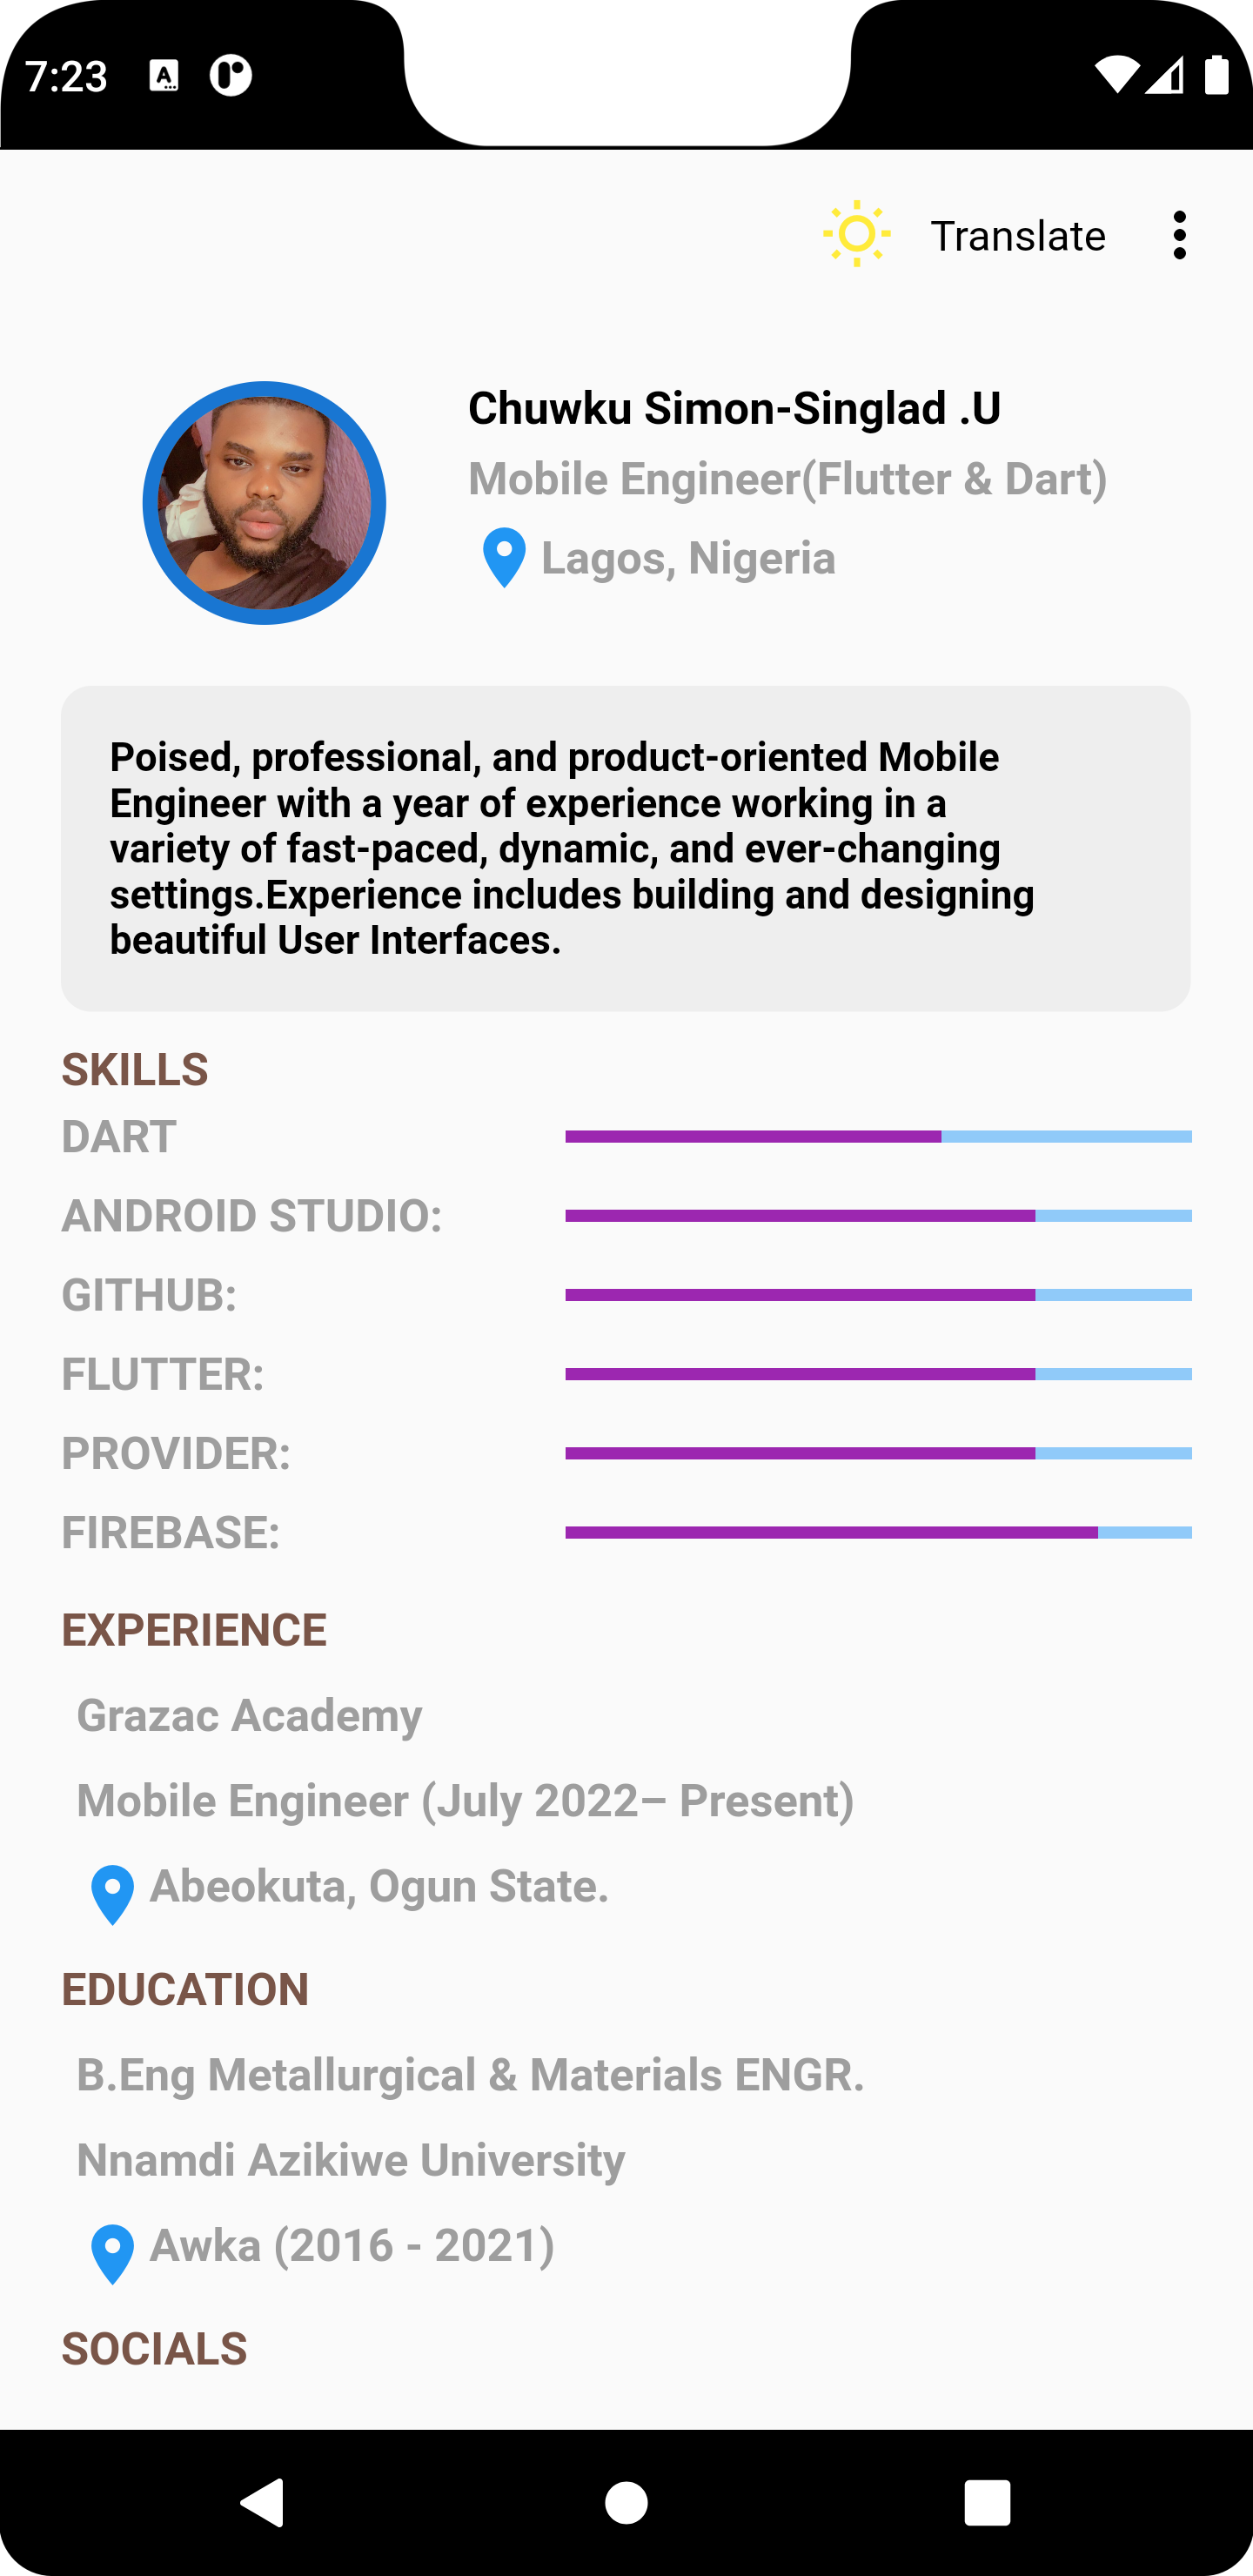 7:23
Translate
Chuwku Simon-Singlad .U
Mobile Engineer(Flutter & Dart)
Lagos, Nigeria
Poised, professional, and product-oriented Mobile
Engineer with a year of experience working in a
variety of fast-paced, dynamic, and ever-changing
settings.Experience includes building and designing
beautiful User Interfaces.
SKILLS
DART
ANDROID STUDIO:
GITHUB:
FLUTTER:
PROVIDER:
FIREBASE:
EXPERIENCE
Grazac Academy
Mobile Engineer (July 2022– Present)
Abeokuta, Ogun State.
EDUCATION
B.Eng Metallurgical & Materials ENGR.
Nnamdi Azikiwe University
Awka (2016 - 2021)
SOCIALS